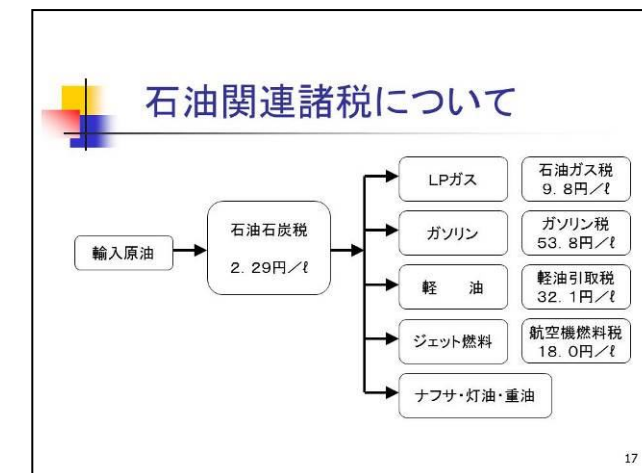 石油関連諸税について
輸入原油
石油石炭税
2.29円/ℓ
LPガス
石油ガス税
9.8円/ℓ
ガソリン
ガソリン税
53.8円/ℓ
軽　油
軽油引取税
32.1円/ℓ
ジェット燃料
航空機燃料税
18.0円/ℓ
ナフサ・灯油・重油
17